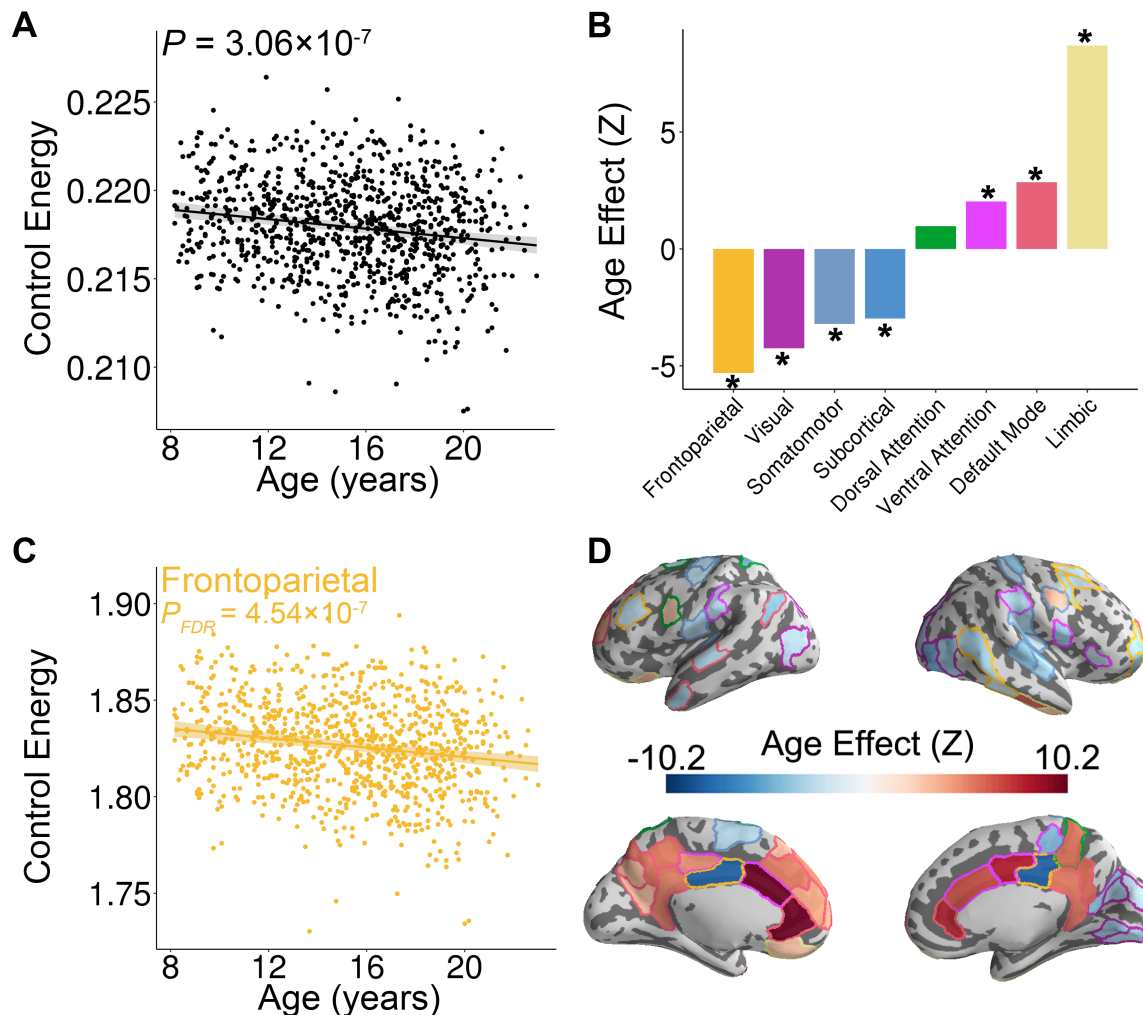 A
P = 3.06×10⁻⁷
Control Energy
0.225
0.220
0.215
0.210
8
12
16
20
Age (years)
B
Age Effect (Z)
5
0
-5
*
*
*
*
*
*
*
Frontoparietal
Visual
Somatomotor
Subcortical
Dorsal Attention
Ventral Attention
Default Mode
Limbic
C
Frontoparietal
P_FDR = 4.54×10⁻⁷
Control Energy
1.90
1.85
1.80
1.75
8
12
16
20
Age (years)
D
Age Effect (Z)
-10.2
10.2